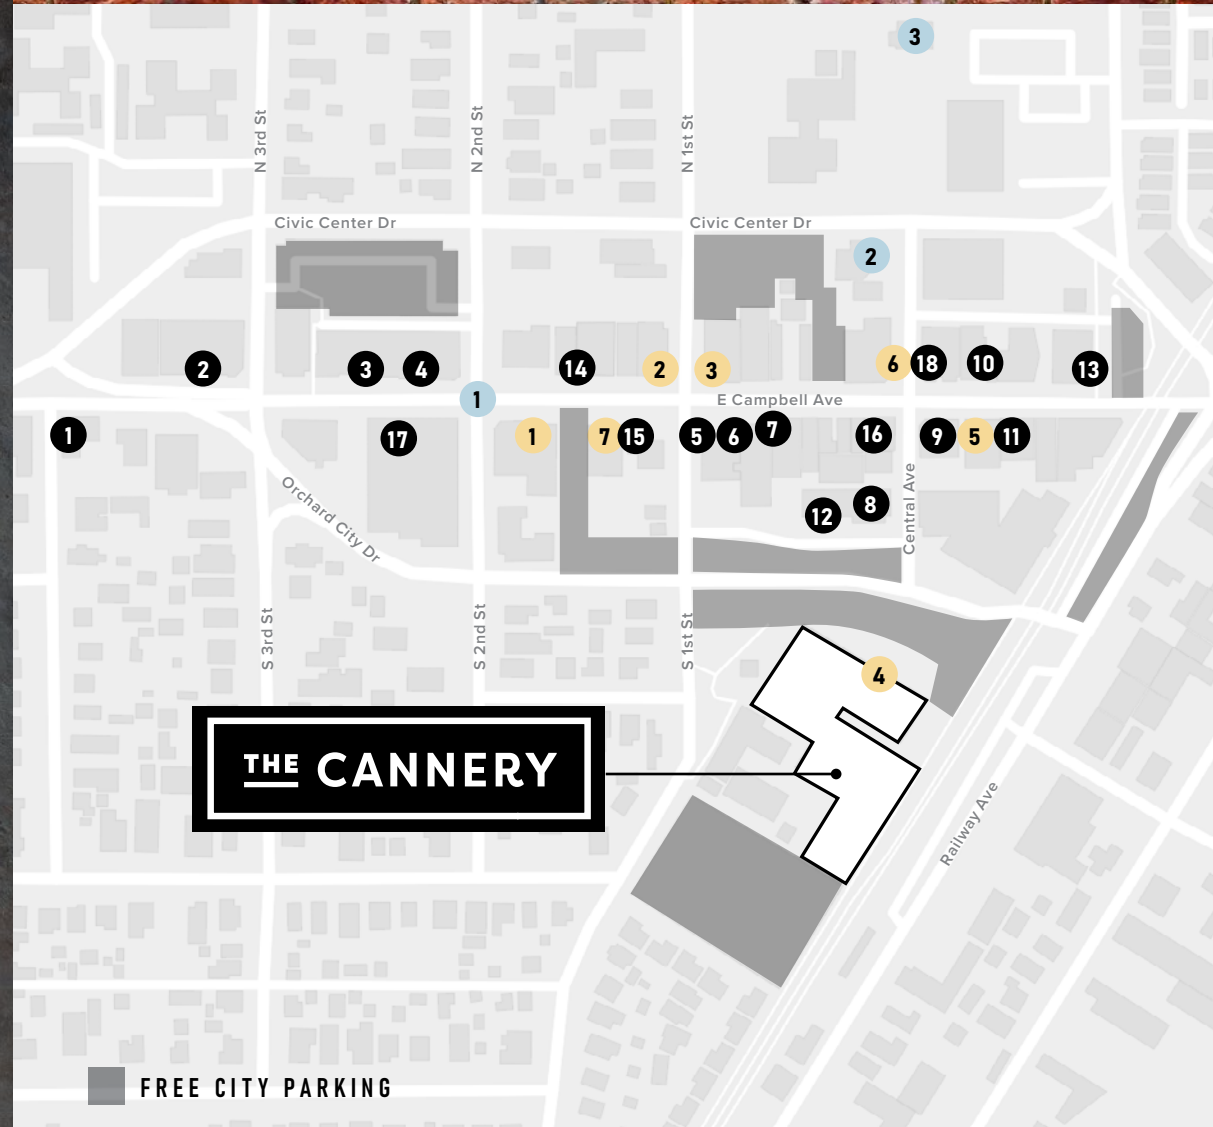 3
N 3rd St
N 2nd St
N 1st St
Civic Center Dr
Civic Center Dr
2
2
3
4
14
2
3
6
18
10
13
1
E Campbell Ave
1
17
1
7
15
5
6
7
16
9
5
11
Orchard City Dr
12
8
Central Ave
S 3rd St
S 2nd St
S 1st St
4
THE CANNERY
Railway Ave
FREE CITY PARKING